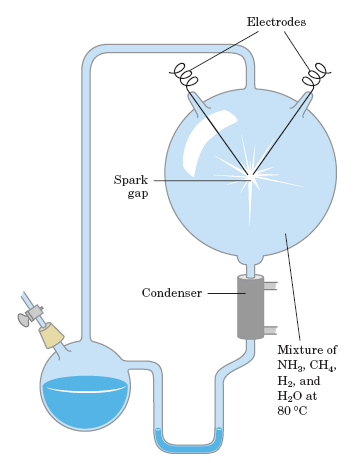 Electrodes
Spark
gap
Condenser
Mixture of
NH₃, CH₄,
H₂, and
H₂O at
80 °C